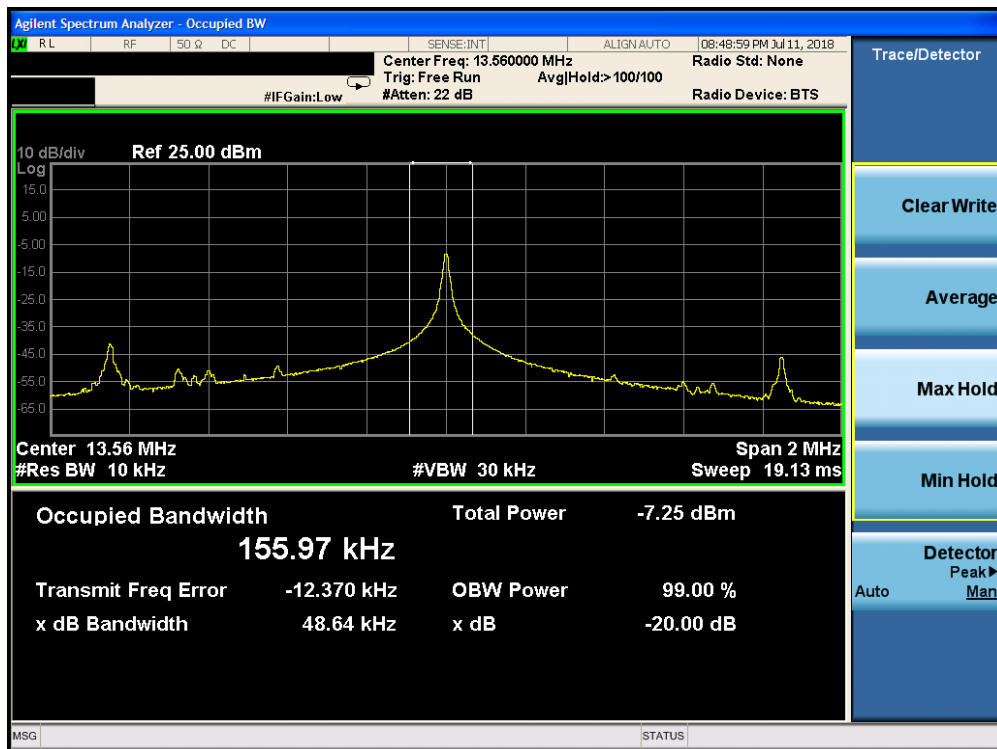 Agilent Spectrum Analyzer - Occupied BW
LXI RL RF 50 Ω DC SENSE:INT ALIGN AUTO 08:48:59 PM Jul 11, 2018
Center Freq: 13.560000 MHz Radio Std: None
Trig: Free Run Avg|Hold:>100/100
#IFGain:Low #Atten: 22 dB Radio Device: BTS
10 dB/div Ref 25.00 dBm
Log
15.0
5.00
-5.00
-15.0
-25.0
-35.0
-45.0
-55.0
-65.0
Center 13.56 MHz Span 2 MHz
#Res BW 10 kHz #VBW 30 kHz Sweep 19.13 ms
Occupied Bandwidth Total Power -7.25 dBm
155.97 kHz
Transmit Freq Error -12.370 kHz OBW Power 99.00 %
x dB Bandwidth 48.64 kHz x dB -20.00 dB
MSG STATUS
Trace/Detector
Clear Write
Average
Max Hold
Min Hold
Detector
Peak▶
Auto Man